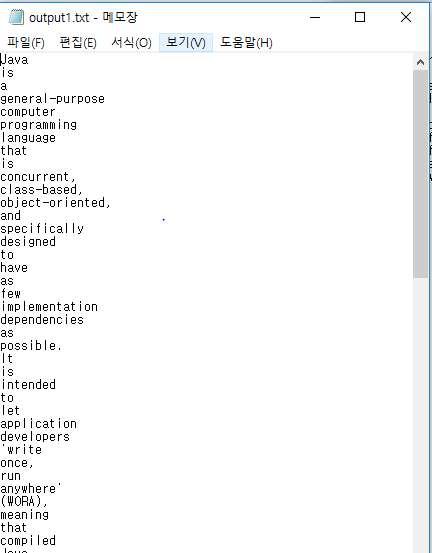 output1.txt - 메모장
파일(F) 편집(E) 서식(O) 보기(V) 도움말(H)
Java
is
a
general-purpose
computer
programming
language
that
is
concurrent,
class-based,
object-oriented,
and
specifically
designed
to
have
as
few
implementation
dependencies
as
possible.
It
is
intended
to
let
application
developers
'write
once,
run
anywhere'
(WORA),
meaning
that
compiled
Java